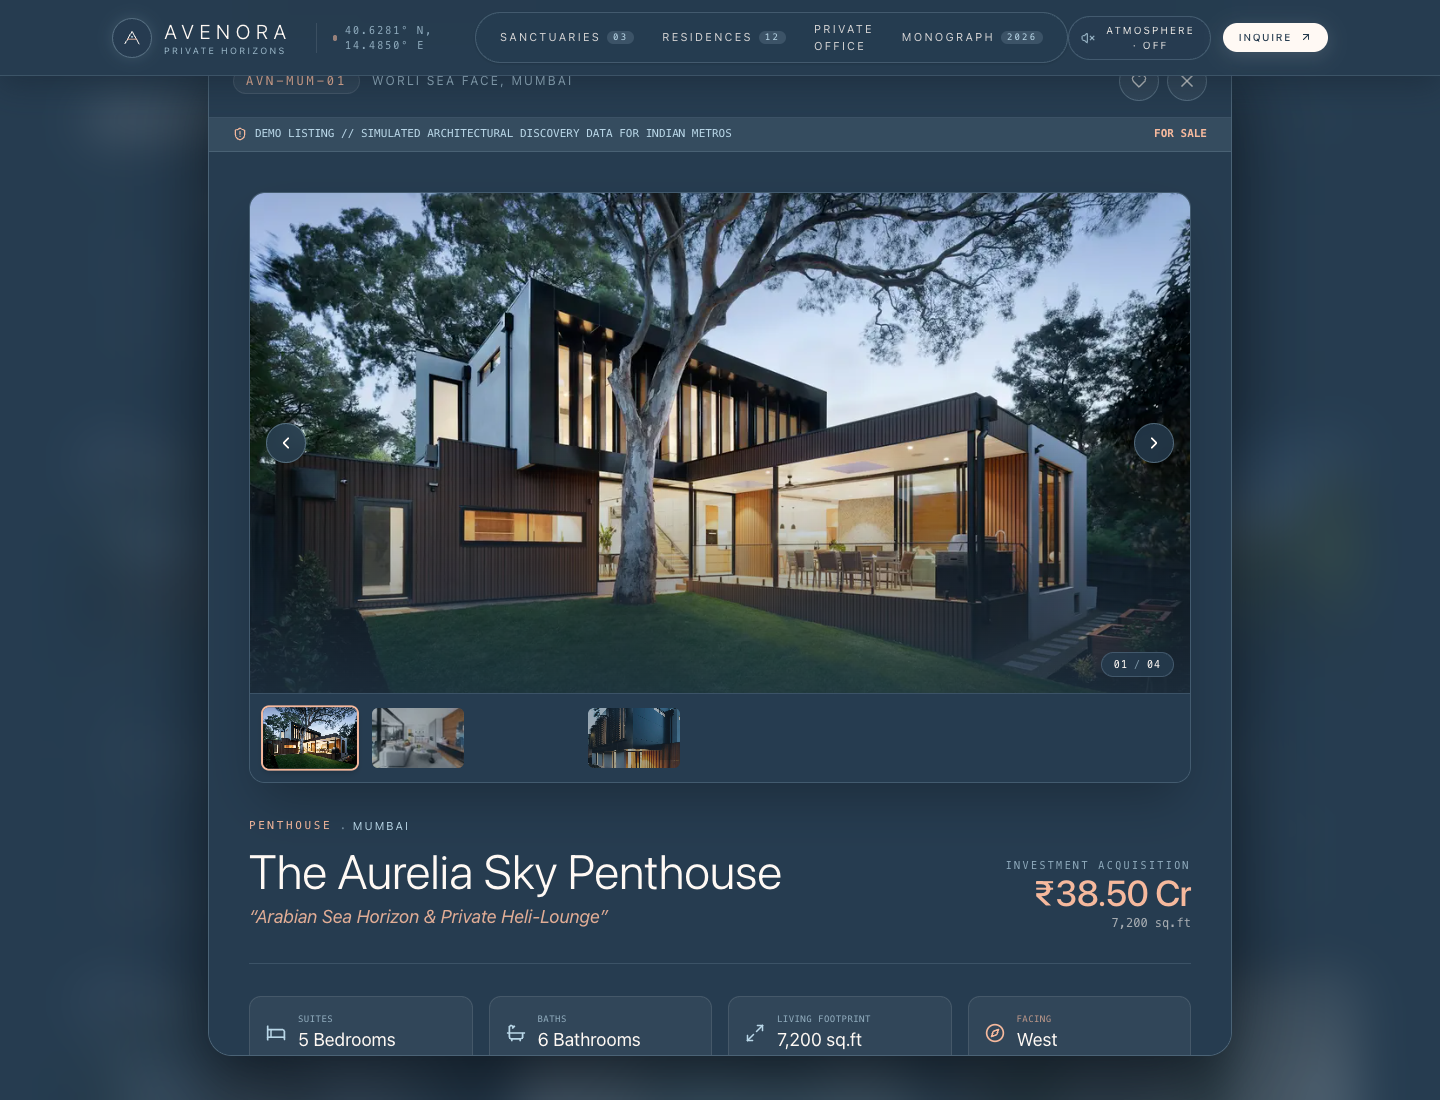 AVENORA
PRIVATE HORIZONS
40.6281° N,
14.4850° E
SANCTUARIES 03
RESIDENCES 12
PRIVATE
OFFICE
MONOGRAPH 2026
ATMOSPHERE
· OFF
INQUIRE
AVN-MUM-01
WORLI SEA FACE, MUMBAI
DEMO LISTING // SIMULATED ARCHITECTURAL DISCOVERY DATA FOR INDIAN METROS
FOR SALE
01 / 04
PENTHOUSE · MUMBAI
The Aurelia Sky Penthouse
“Arabian Sea Horizon & Private Heli-Lounge”
INVESTMENT ACQUISITION
₹38.50 Cr
7,200 sq.ft
SUITES
5 Bedrooms
BATHS
6 Bathrooms
LIVING FOOTPRINT
7,200 sq.ft
FACING
West